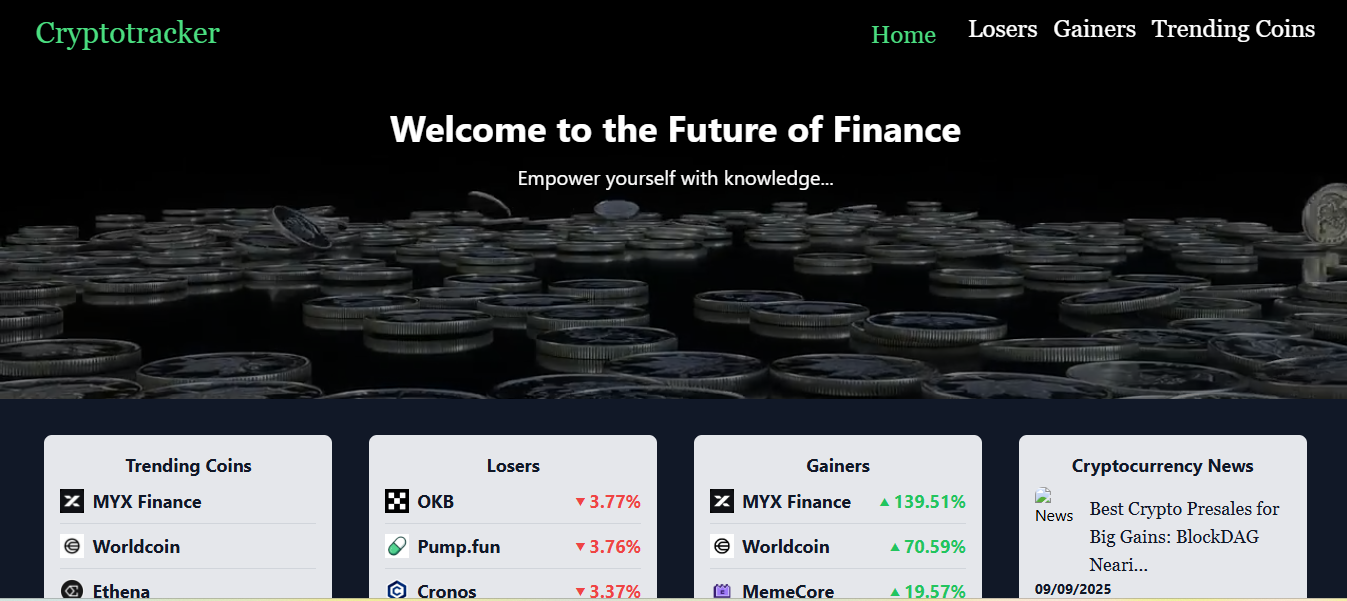 Cryptotracker
Home Losers Gainers Trending Coins
Welcome to the Future of Finance
Empower yourself with knowledge...
Trending Coins
MYX Finance
Worldcoin
Ethena
Losers
OKB ▼ 3.77%
Pump.fun ▼ 3.76%
Cronos ▼ 3.37%
Gainers
MYX Finance ▲ 139.51%
Worldcoin ▲ 70.59%
MemeCore ▲ 19.57%
Cryptocurrency News
News
Best Crypto Presales for
Big Gains: BlockDAG
Neari...
09/09/2025